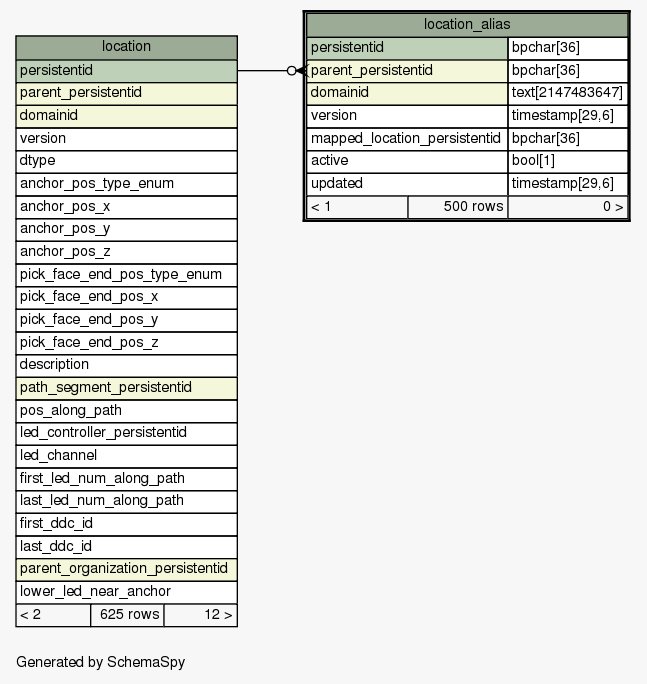 location
persistentid
parent_persistentid
domainid
version
dtype
anchor_pos_type_enum
anchor_pos_x
anchor_pos_y
anchor_pos_z
pick_face_end_pos_type_enum
pick_face_end_pos_x
pick_face_end_pos_y
pick_face_end_pos_z
description
path_segment_persistentid
pos_along_path
led_controller_persistentid
led_channel
first_led_num_along_path
last_led_num_along_path
first_ddc_id
last_ddc_id
parent_organization_persistentid
lower_led_near_anchor
< 2 625 rows 12 >
location_alias
persistentid bpchar[36]
parent_persistentid bpchar[36]
domainid text[2147483647]
version timestamp[29,6]
mapped_location_persistentid bpchar[36]
active bool[1]
updated timestamp[29,6]
< 1 500 rows 0 >
Generated by SchemaSpy